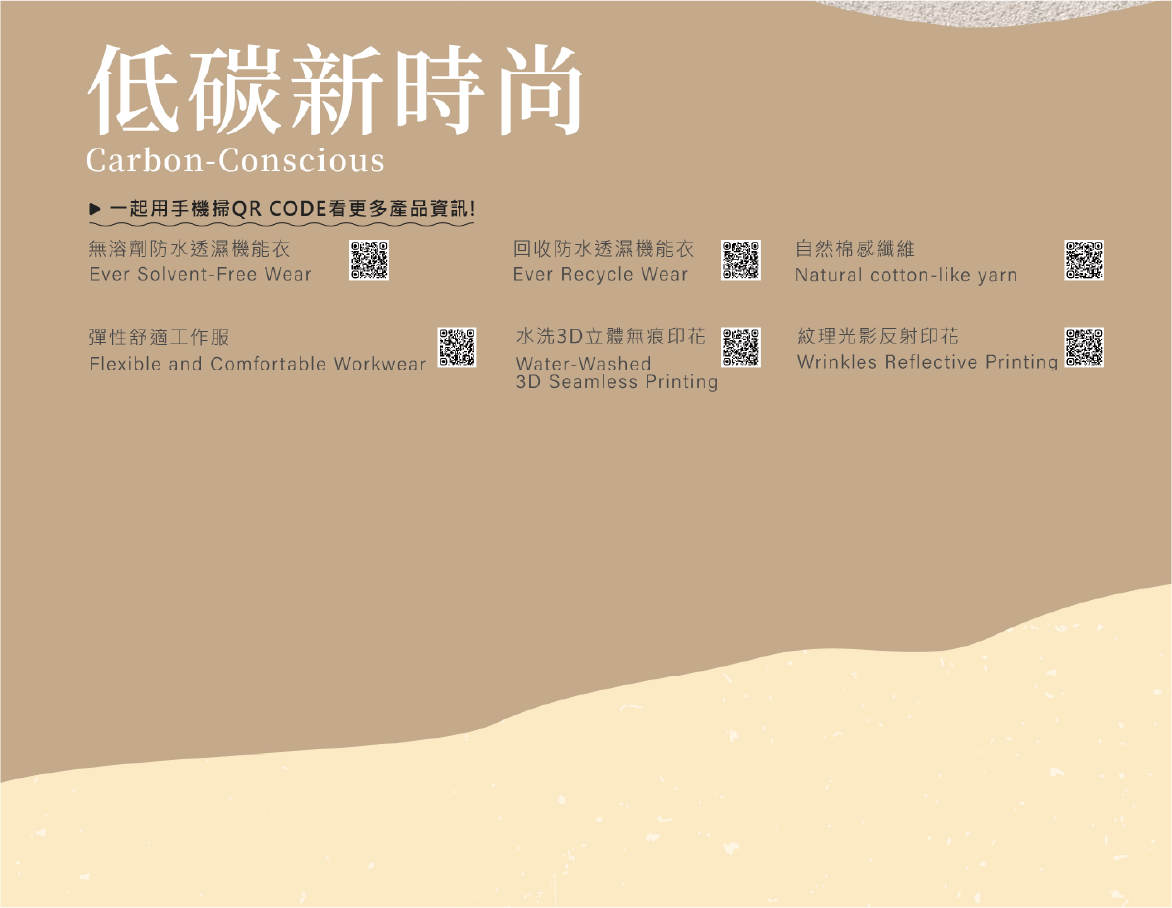 低碳新時尚
Carbon-Conscious
一起用手機掃QR CODE看更多產品資訊!
無溶劑防水透濕機能衣
Ever Solvent-Free Wear
回收防水透濕機能衣
Ever Recycle Wear
自然棉感纖維
Natural cotton-like yarn
彈性舒適工作服
Flexible and Comfortable Workwear
水洗3D立體無痕印花
Water-Washed
3D Seamless Printing
紋理光影反射印花
Wrinkles Reflective Printing